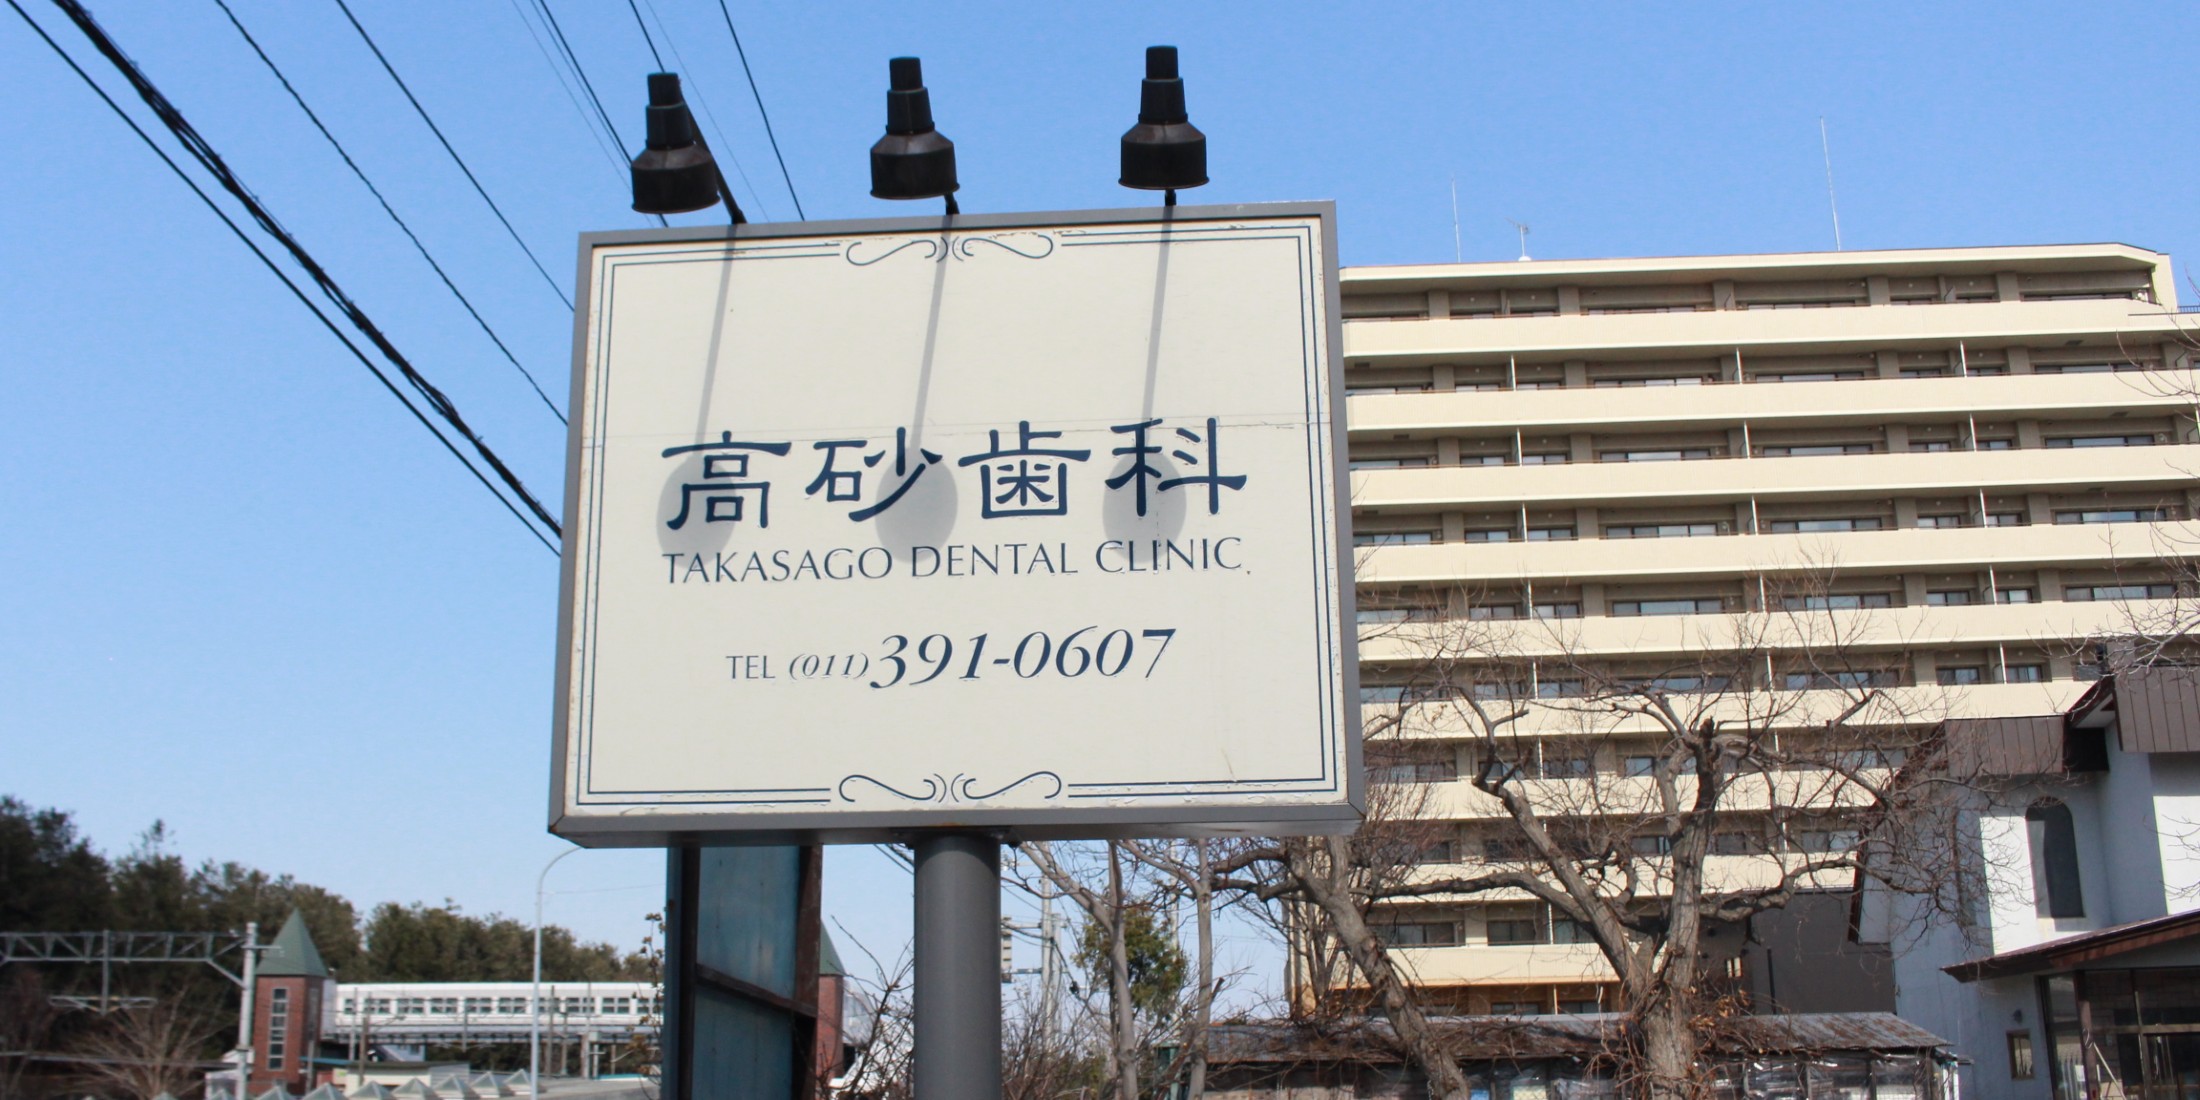 高砂歯科
TAKASAGO DENTAL CLINIC.
TEL (011)391-0607